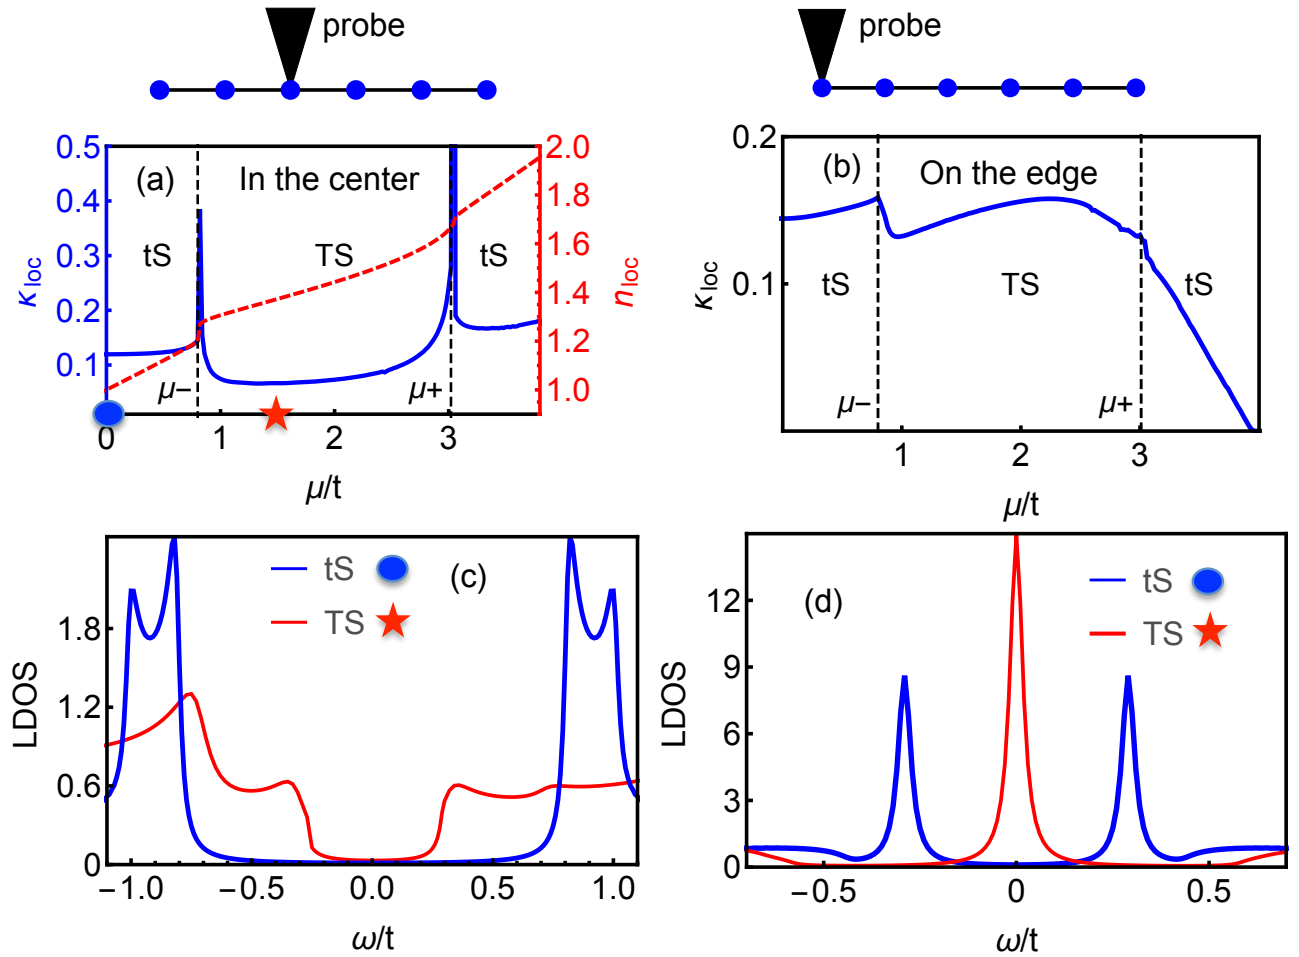 probe
probe
(a) In the center
tS TS tS
μ− μ+
0.5
0.4
0.3
0.2
0.1
κloc
2.0
1.8
1.6
1.4
1.2
1.0
nloc
0 1 2 3
μ/t
(b) On the edge
tS TS tS
μ− μ+
0.2
0.1
κloc
1 2 3
μ/t
tS
TS
(c)
1.8
1.2
0.6
0
LDOS
−1.0 −0.5 0.0 0.5 1.0
ω/t
(d)
tS
TS
12
9
6
3
0
LDOS
−0.5 0 0.5
ω/t